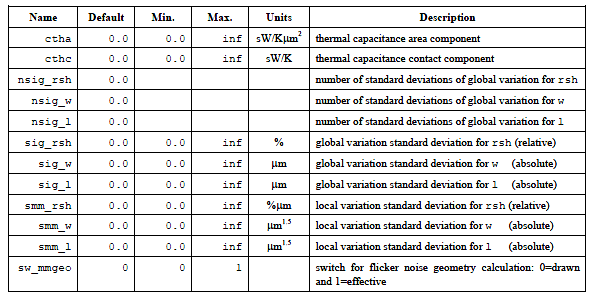 Name Default Min. Max. Units Description
ctha 0.0 0.0 inf sW/Kμm² thermal capacitance area component
cthc 0.0 0.0 inf sW/K thermal capacitance contact component
nsig_rsh 0.0 number of standard deviations of global variation for rsh
nsig_w 0.0 number of standard deviations of global variation for w
nsig_l 0.0 number of standard deviations of global variation for l
sig_rsh 0.0 0.0 inf % global variation standard deviation for rsh (relative)
sig_w 0.0 0.0 inf μm global variation standard deviation for w (absolute)
sig_l 0.0 0.0 inf μm global variation standard deviation for l (absolute)
smm_rsh 0.0 0.0 inf %μm local variation standard deviation for rsh (relative)
smm_w 0.0 0.0 inf μm¹·⁵ local variation standard deviation for w (absolute)
smm_l 0.0 0.0 inf μm¹·⁵ local variation standard deviation for l (absolute)
sw_mmgeo 0 0 1 switch for flicker noise geometry calculation: 0=drawn
and 1=effective